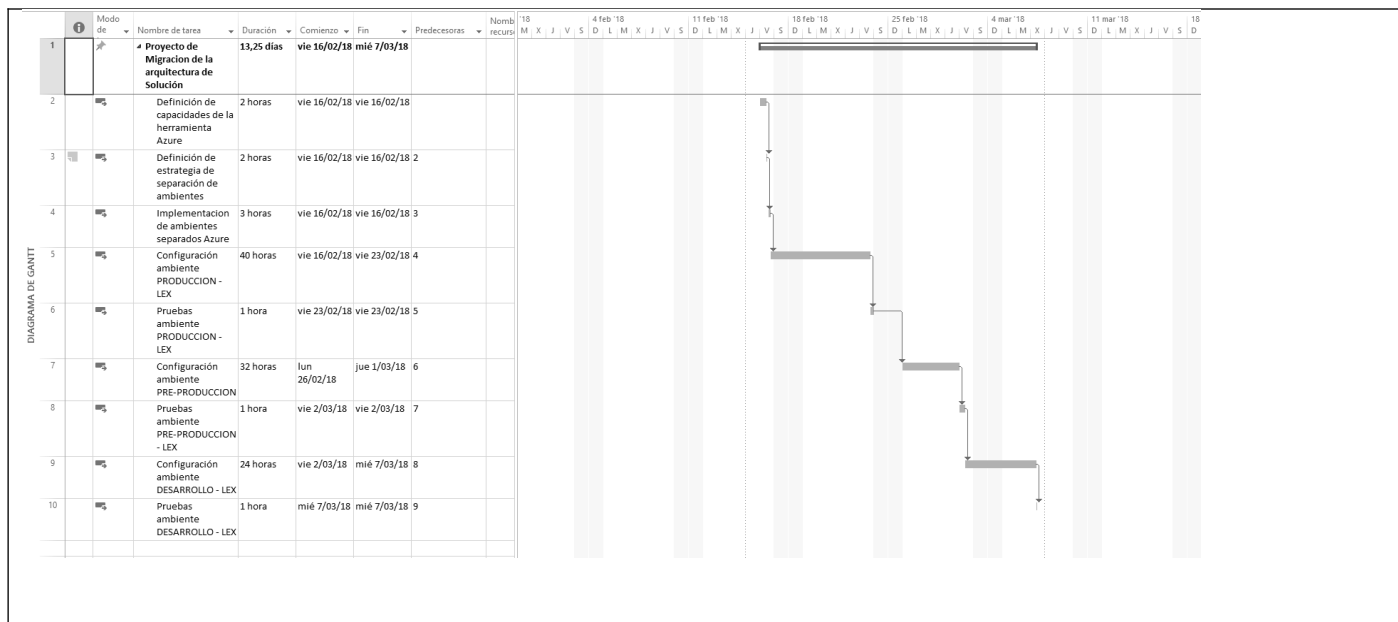 DIAGRAMA DE GANTT
Modo de
Nombre de tarea
Duración
Comienzo
Fin
Predecesoras
Nomb
recurso
'18
4 feb '18
11 feb '18
18 feb '18
25 feb '18
4 mar '18
11 mar '18
18
M X J V S D L M X J V S D L M X J V S D L M X J V S D L M X J V S D L M X J V S D L M X J V S D
1
Proyecto de
Migracion de la
arquitectura de
Solución
13,25 días
vie 16/02/18
mié 7/03/18
2
Definición de
capacidades de la
herramienta
Azure
2 horas
vie 16/02/18
vie 16/02/18
3
Definición de
estrategia de
separación de
ambientes
2 horas
vie 16/02/18
vie 16/02/18
2
4
Implementacion
de ambientes
separados Azure
3 horas
vie 16/02/18
vie 16/02/18
3
5
Configuración
ambiente
PRODUCCION -
LEX
40 horas
vie 16/02/18
vie 23/02/18
4
6
Pruebas
ambiente
PRODUCCION -
LEX
1 hora
vie 23/02/18
vie 23/02/18
5
7
Configuración
ambiente
PRE-PRODUCCION
32 horas
lun
26/02/18
jue 1/03/18
6
8
Pruebas
ambiente
PRE-PRODUCCION
- LEX
1 hora
vie 2/03/18
vie 2/03/18
7
9
Configuración
ambiente
DESARROLLO - LEX
24 horas
vie 2/03/18
mié 7/03/18
8
10
Pruebas
ambiente
DESARROLLO - LEX
1 hora
mié 7/03/18
mié 7/03/18
9